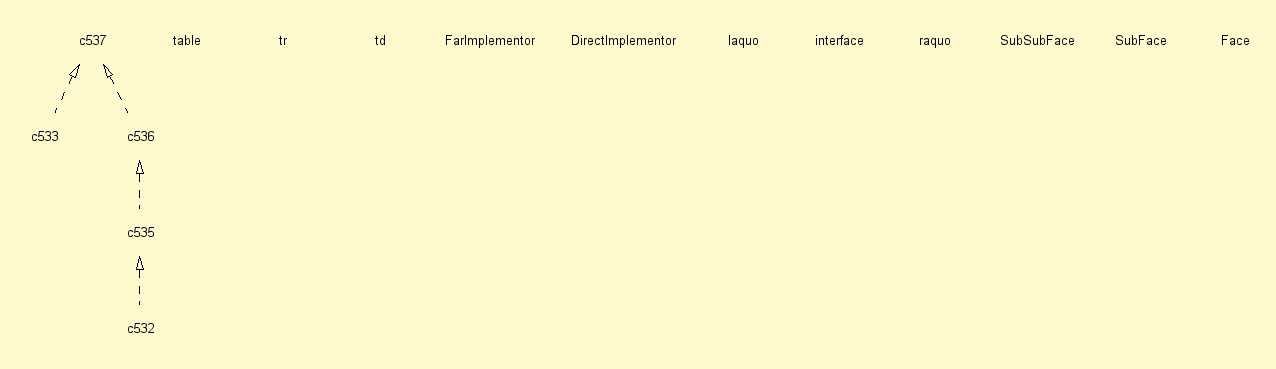 c537 table tr td FarImplementor DirectImplementor laquo interface raquo SubSubFace SubFace Face
c533 c536
c535
c532